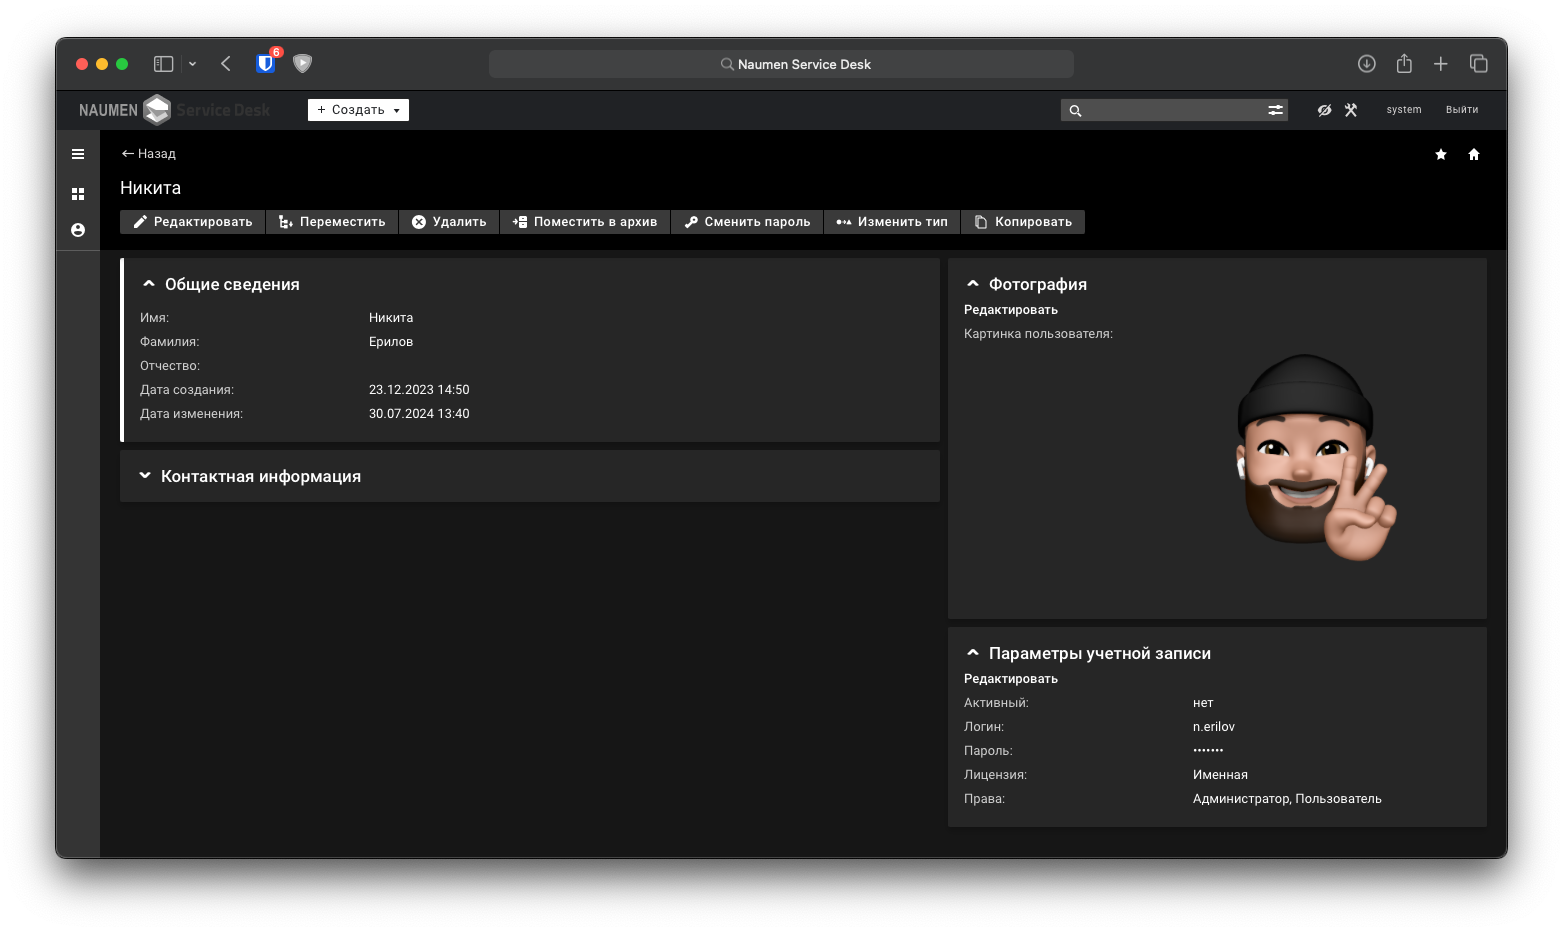 6
Naumen Service Desk
NAUMEN Service Desk
+ Создать
system
Выйти
← Назад
Никита
Редактировать
Переместить
Удалить
Поместить в архив
Сменить пароль
Изменить тип
Копировать
Общие сведения
Имя: Никита
Фамилия: Ерилов
Отчество:
Дата создания: 23.12.2023 14:50
Дата изменения: 30.07.2024 13:40
Контактная информация
Фотография
Редактировать
Картинка пользователя:
Параметры учетной записи
Редактировать
Активный: нет
Логин: n.erilov
Пароль: •••••••
Лицензия: Именная
Права: Администратор, Пользователь